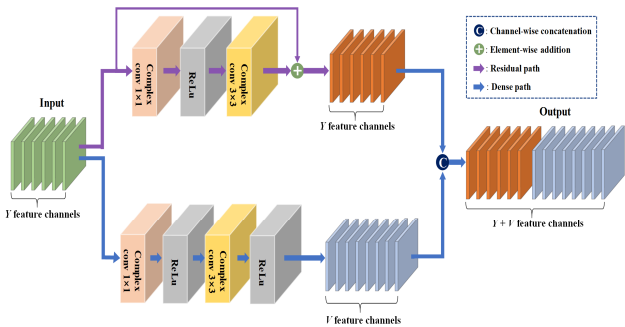 C : Channel-wise concatenation
+ : Element-wise addition
: Residual path
: Dense path
Complex
conv 1×1
ReLu
Complex
conv 3×3
+
Y feature channels
Input
Y feature channels
C
Output
Y + V feature channels
Complex
conv 1×1
ReLu
Complex
conv 3×3
ReLu
V feature channels